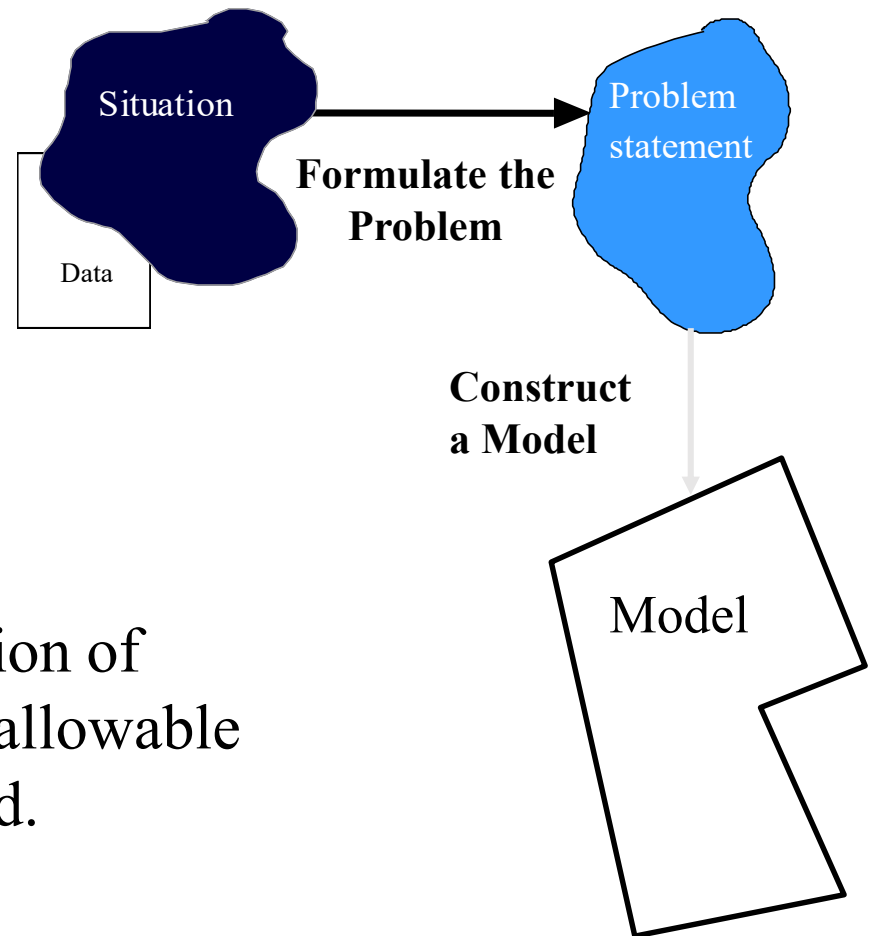 Situation
Problem
statement
Formulate the
Problem
Data
Construct
a Model
Model
ion of
allowable
d.